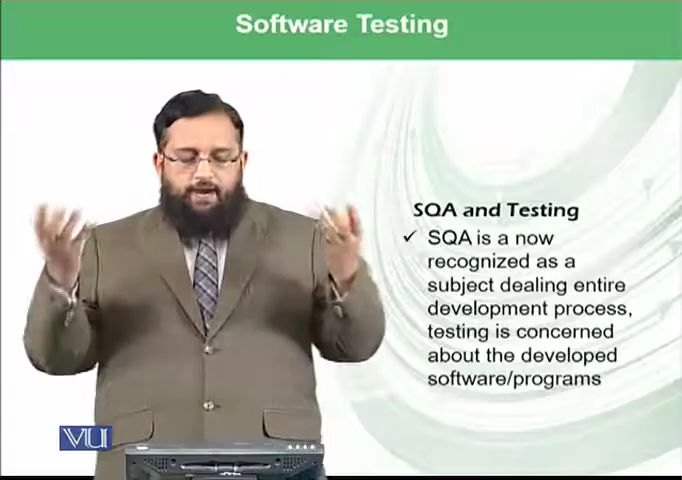 Software Testing
SQA and Testing
✓ SQA is a now
recognized as a
subject dealing entire
development process,
testing is concerned
about the developed
software/programs
VU